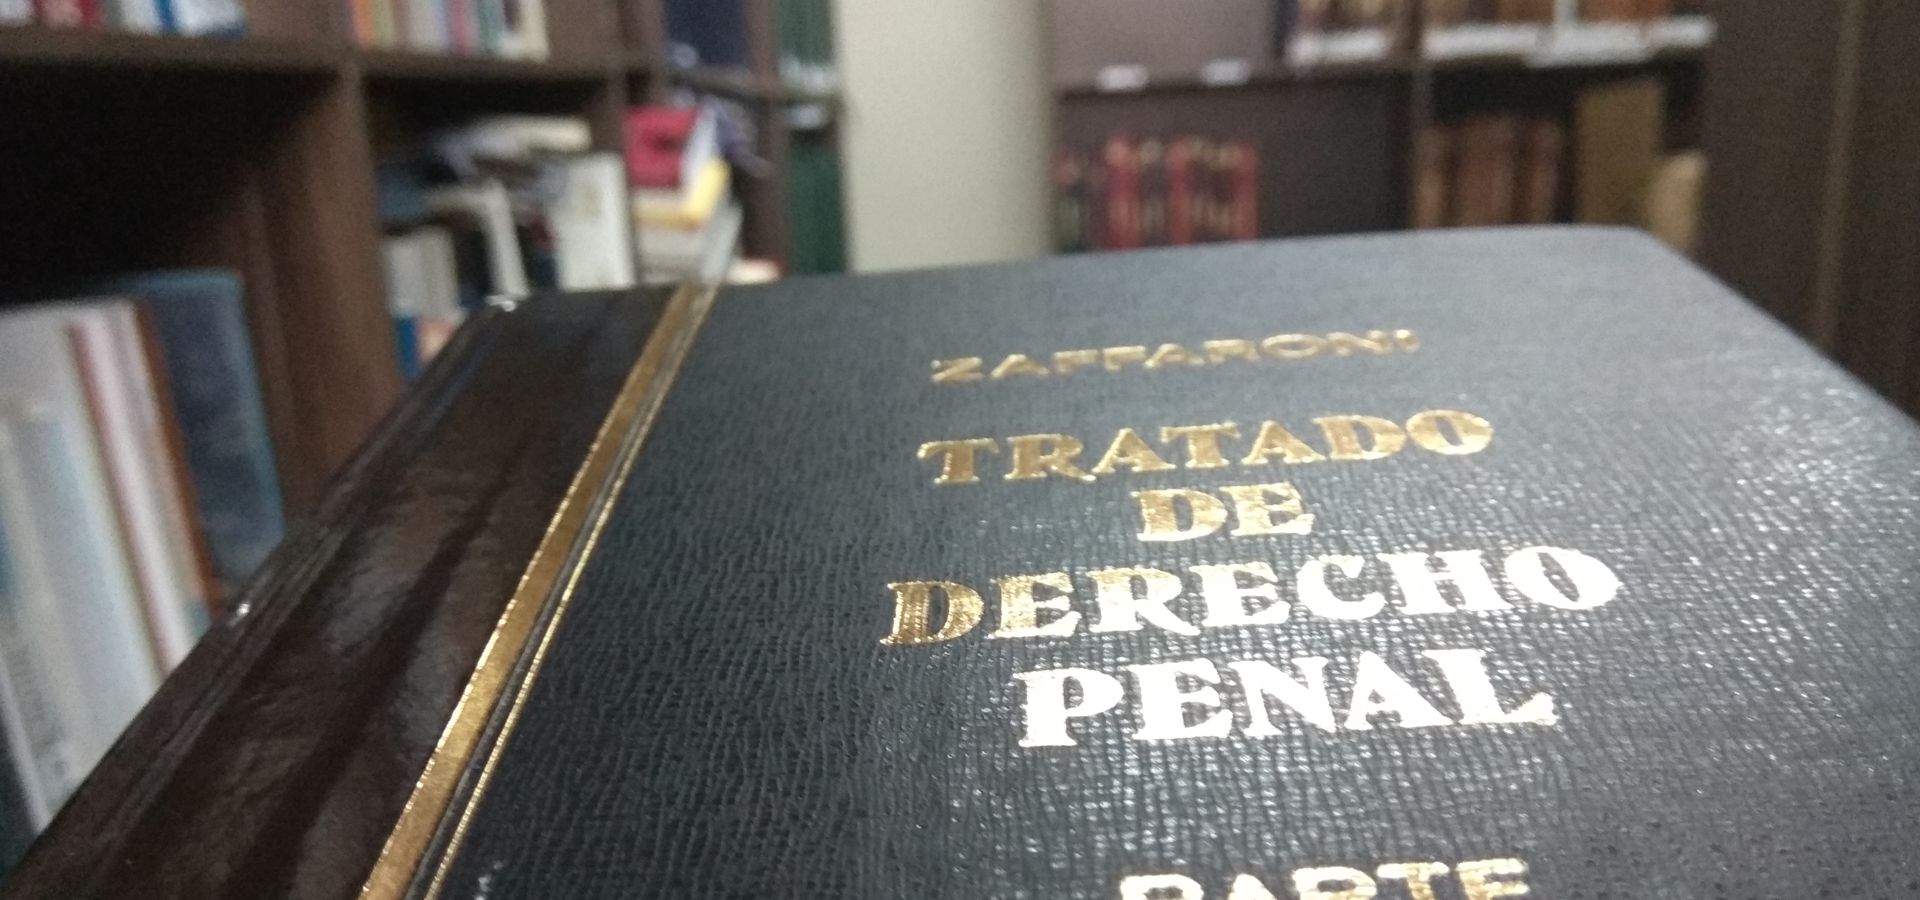 ZAFFARONI
TRATADO
DE
DERECHO
PENAL
PARTE